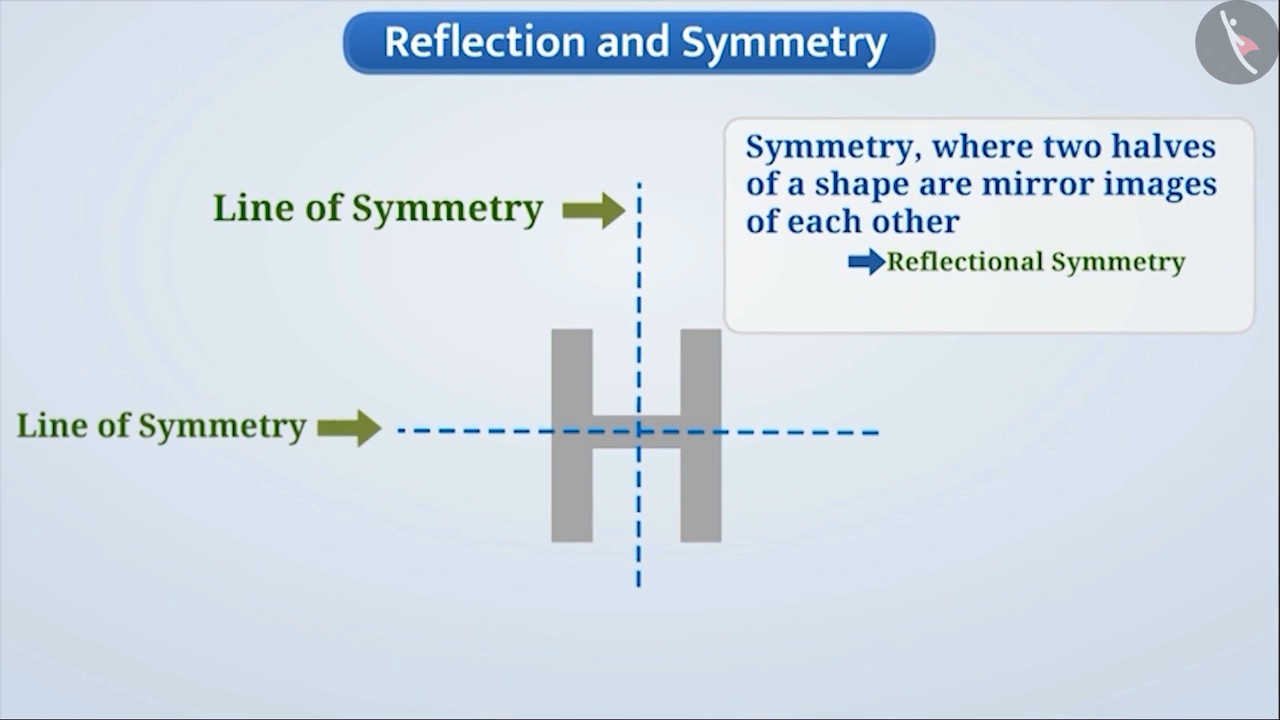 Reflection and Symmetry
Symmetry, where two halves
of a shape are mirror images
of each other
Reflectional Symmetry
Line of Symmetry
H
Line of Symmetry